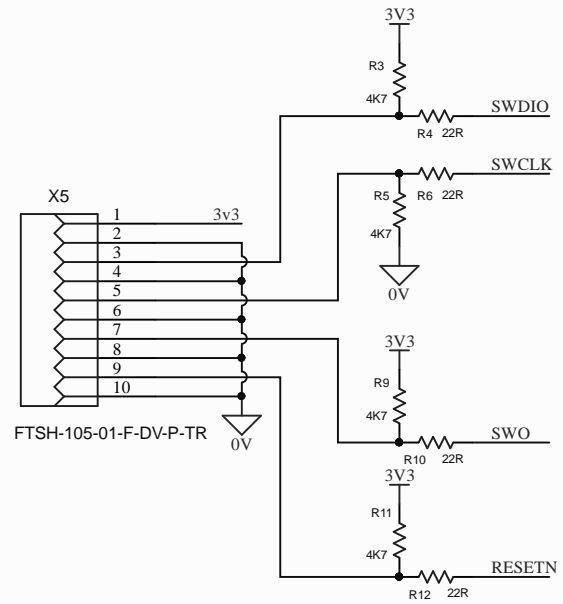 3V3
R3
4K7
SWDIO
R4 22R
SWCLK
R5
R6 22R
4K7
0V
X5
1
3v3
2
3
4
5
6
7
8
9
10
FTSH-105-01-F-DV-P-TR
0V
3V3
R9
4K7
SWO
R10 22R
3V3
R11
4K7
RESETN
R12 22R